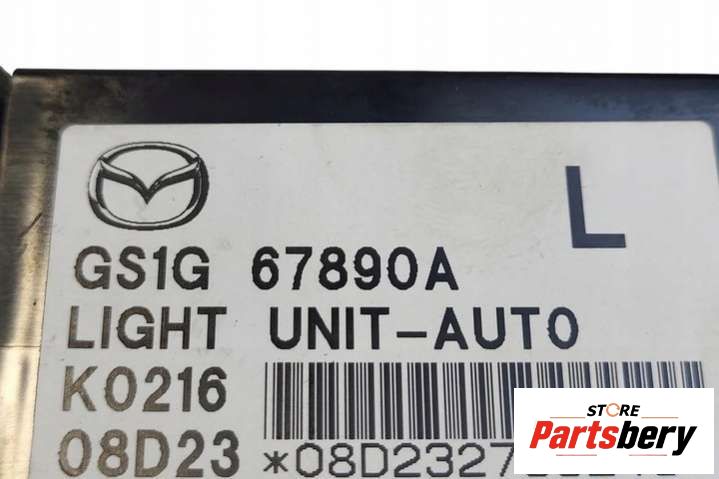 L
GS1G 67890A
LIGHT UNIT-AUTO
K0216
08D23
STORE
Partsbery